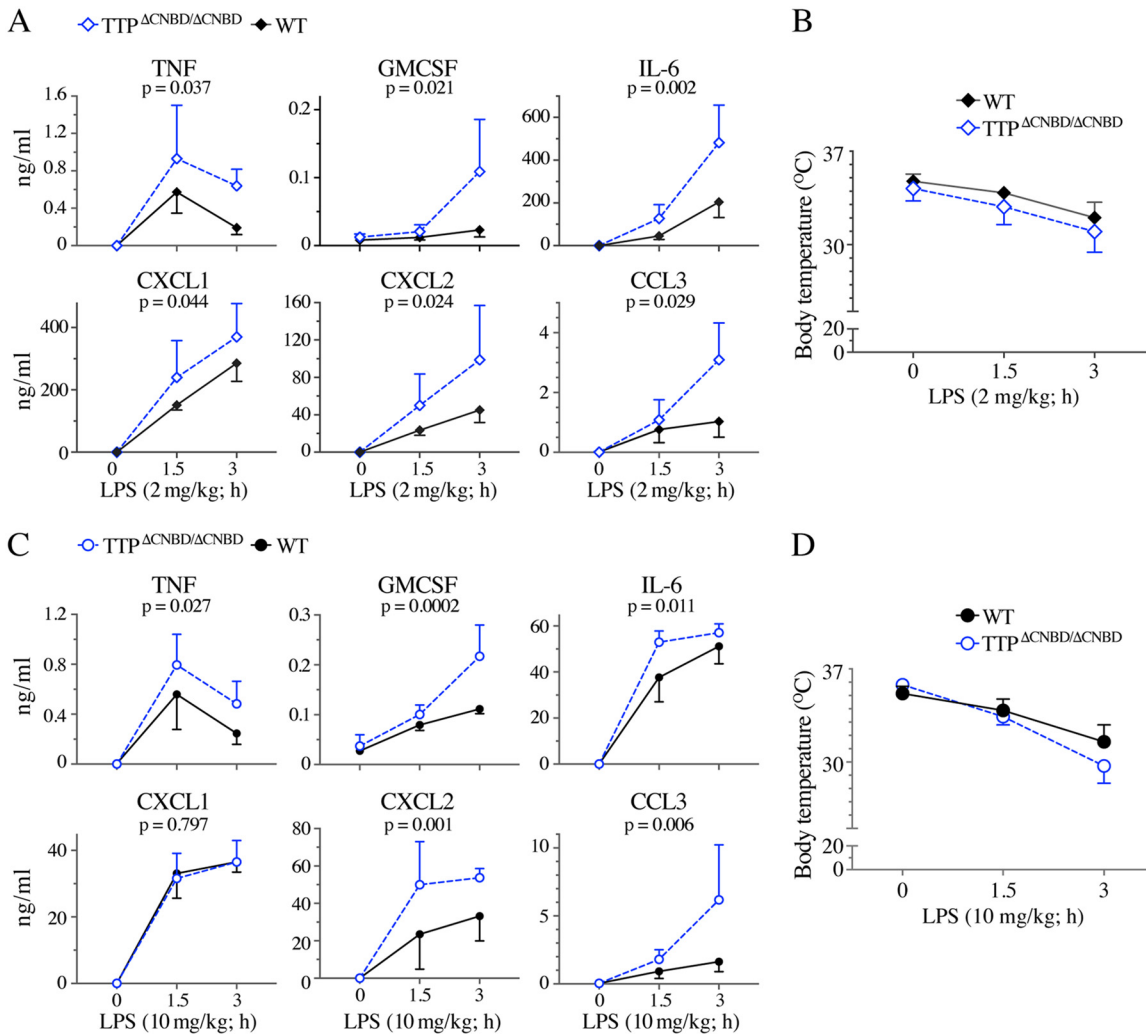 A
TTP ΔCNBD/ΔCNBD WT
TNF
p = 0.037
ng/ml
1.6
1.2
0.8
0.4
0
GMCSF
p = 0.021
0.2
0.1
0
IL-6
p = 0.002
600
400
200
0
CXCL1
p = 0.044
ng/ml
400
200
0
0 1.5 3
LPS (2 mg/kg; h)
CXCL2
p = 0.024
160
120
80
40
0
0 1.5 3
LPS (2 mg/kg; h)
CCL3
p = 0.029
6
4
2
0
0 1.5 3
LPS (2 mg/kg; h)
B
WT
TTP ΔCNBD/ΔCNBD
Body temperature (OC)
37
30
20
0
0 1.5 3
LPS (2 mg/kg; h)
C
TTP ΔCNBD/ΔCNBD WT
TNF
p = 0.027
ng/ml
1.2
0.8
0.4
0
GMCSF
p = 0.0002
0.3
0.2
0.1
0
IL-6
p = 0.011
60
40
20
0
CXCL1
p = 0.797
ng/ml
40
20
0
0 1.5 3
LPS (10 mg/kg; h)
CXCL2
p = 0.001
80
60
40
20
0
0 1.5 3
LPS (10 mg/kg; h)
CCL3
p = 0.006
10
5
0
0 1.5 3
LPS (10 mg/kg; h)
D
WT
TTP ΔCNBD/ΔCNBD
Body temperature (OC)
37
30
20
0
0 1.5 3
LPS (10 mg/kg; h)